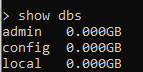 > show dbs
admin   0.000GB
config  0.000GB
local   0.000GB